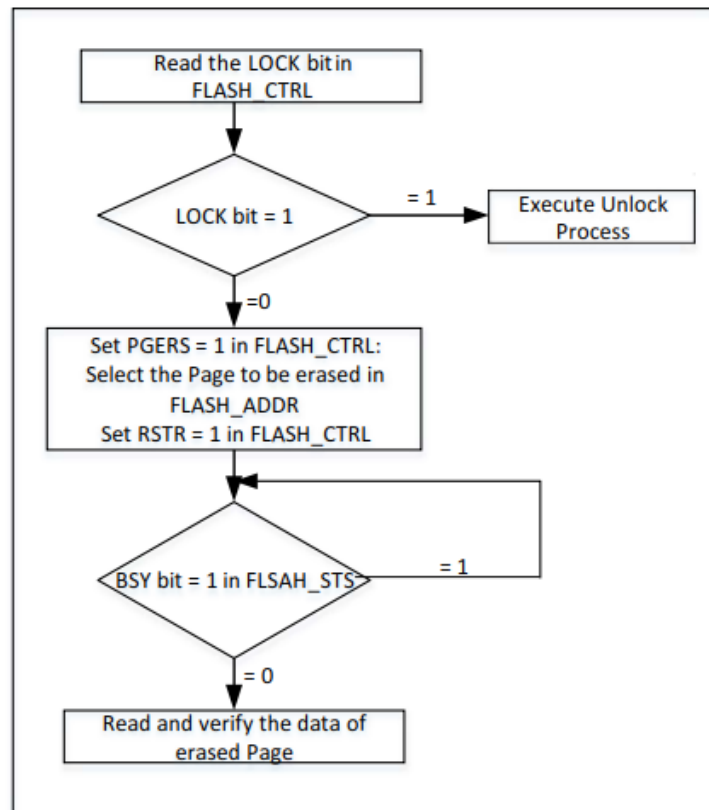 Read the LOCK bit in
FLASH_CTRL
LOCK bit = 1
= 1
Execute Unlock
Process
=0
Set PGERS = 1 in FLASH_CTRL:
Select the Page to be erased in
FLASH_ADDR
Set RSTR = 1 in FLASH_CTRL
BSY bit = 1 in FLSAH_STS
= 1
= 0
Read and verify the data of
erased Page